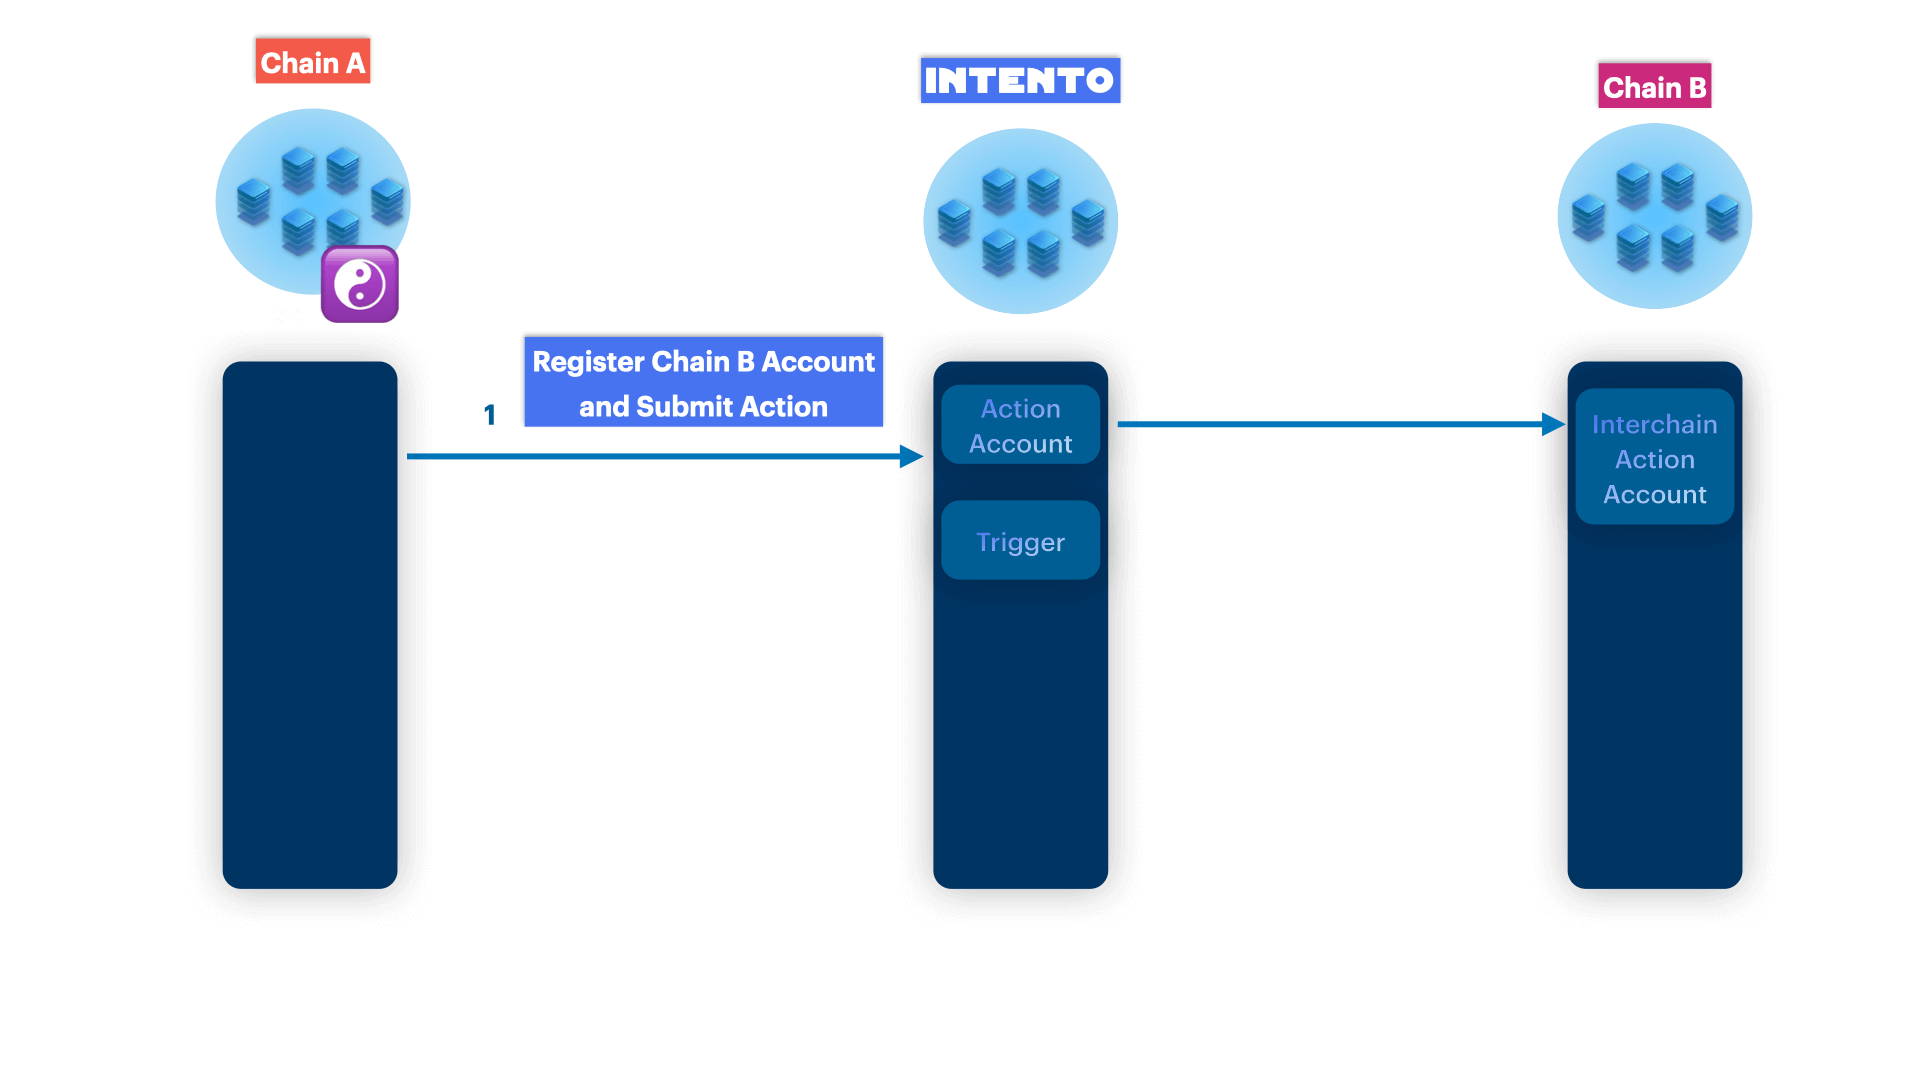 Chain A
INTENTO
Chain B
Register Chain B Account
and Submit Action
1
Action
Account
Trigger
Interchain
Action
Account